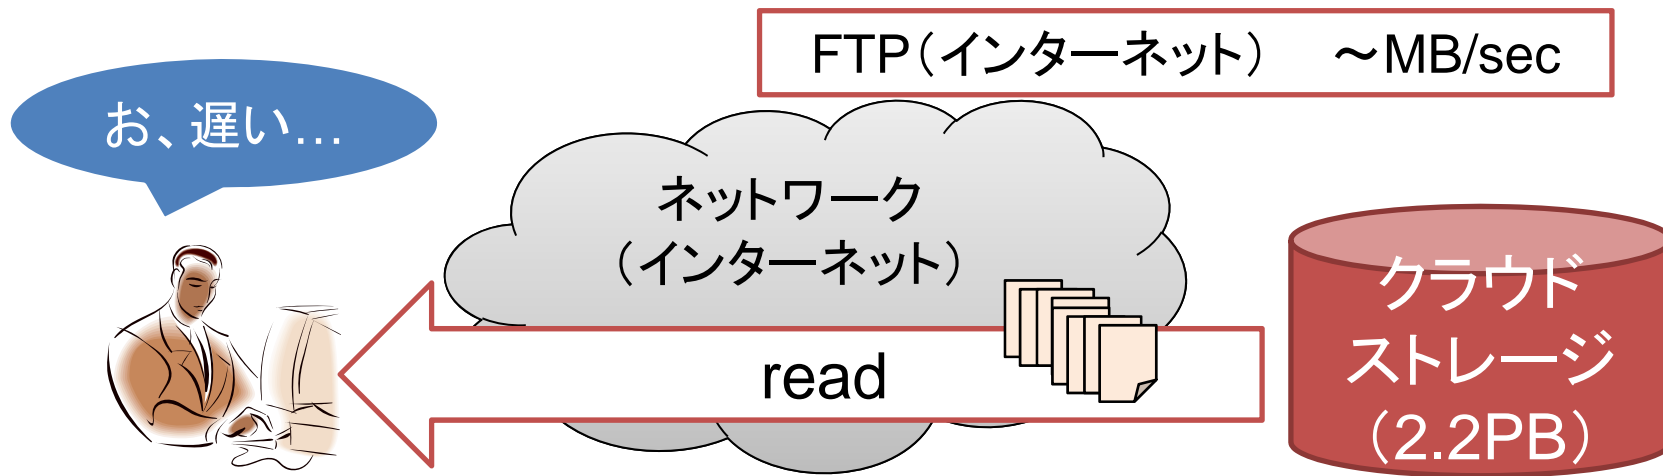 FTP(インターネット) ～MB/sec
お、遅い…
ネットワーク
（インターネット）
read
クラウド
ストレージ
（2.2PB）